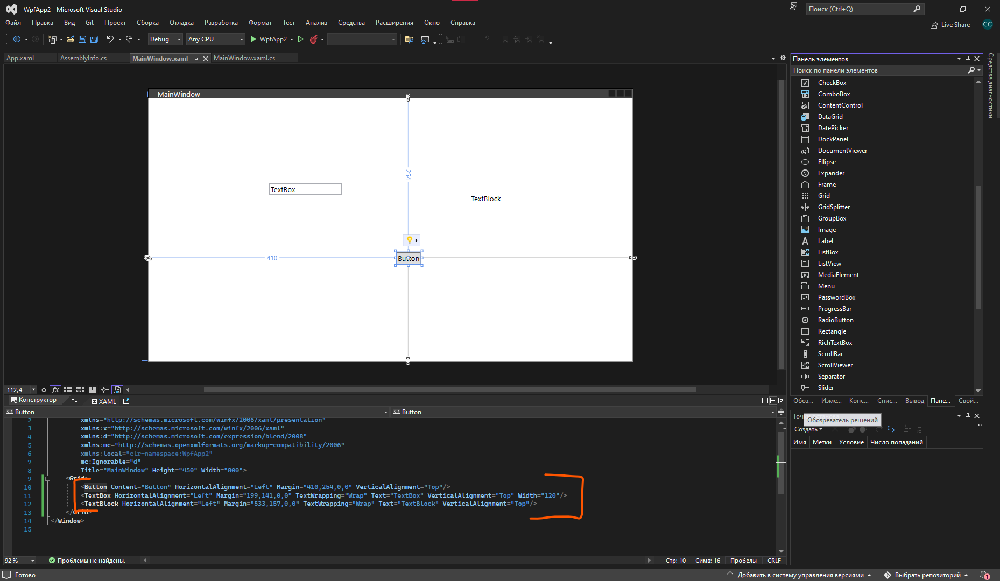 WpfApp2 - Microsoft Visual Studio
Поиск (Ctrl+Q)
Файл Правка Вид Git Проект Сборка Отладка Разработка Формат Тест Анализ Средства Расширения Окно Справка
Live Share CC
Debug Any CPU WpfApp2
App.xaml AssemblyInfo.cs MainWindow.xaml MainWindow.xaml.cs
Панель элементов
Поиск по панели элементов
Средства диагностики
CheckBox
ComboBox
ContentControl
DataGrid
DatePicker
DockPanel
DocumentViewer
Ellipse
Expander
Frame
Grid
GridSplitter
GroupBox
Image
Label
ListBox
ListView
MediaElement
Menu
PasswordBox
ProgressBar
RadioButton
Rectangle
RichTextBox
ScrollBar
ScrollViewer
Separator
Slider
MainWindow
254
TextBox
TextBlock
410
Button
112,4...
Конструктор XAML
Button Button
2 xmlns="http://schemas.microsoft.com/winfx/2006/xaml/presentation"
3 xmlns:x="http://schemas.microsoft.com/winfx/2006/xaml"
4 xmlns:d="http://schemas.microsoft.com/expression/blend/2008"
5 xmlns:mc="http://schemas.openxmlformats.org/markup-compatibility/2006"
6 xmlns:local="clr-namespace:WpfApp2"
7 mc:Ignorable="d"
8 Title="MainWindow" Height="450" Width="800">
9 <Grid>
10 <Button Content="Button" HorizontalAlignment="Left" Margin="410,254,0,0" VerticalAlignment="Top"/>
11 <TextBox HorizontalAlignment="Left" Margin="199,141,0,0" TextWrapping="Wrap" Text="TextBox" VerticalAlignment="Top" Width="120"/>
12 <TextBlock HorizontalAlignment="Left" Margin="533,157,0,0" TextWrapping="Wrap" Text="TextBlock" VerticalAlignment="Top"/>
13 </Grid>
14 </Window>
15
Обоз... Изме... Конс... Спис... Вывод Пане... Свой...
Обозреватель решений
Создать
Имя Метки Условие Число попаданий
92 % Проблемы не найдены. Стр: 10 Симв: 16 Пробелы CRLF
Готово Добавить в систему управления версиями Выбрать репозиторий 1